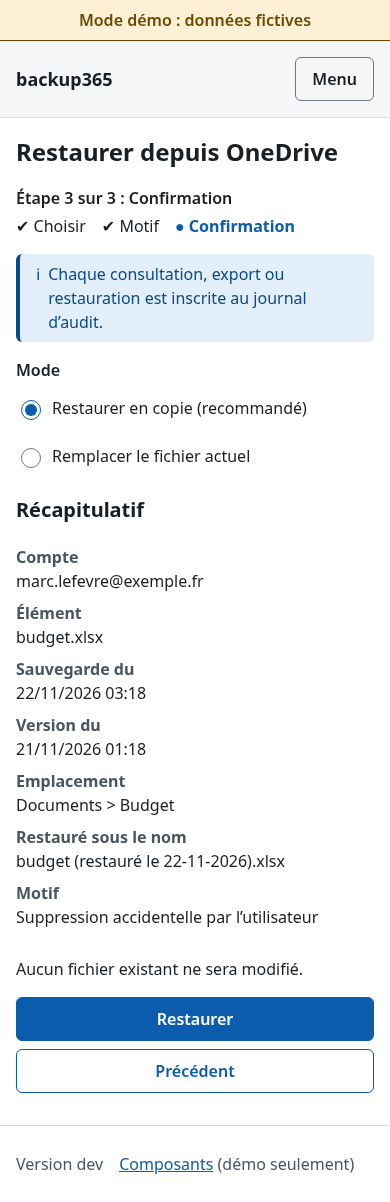 Mode démo : données fictives
backup365
Menu
Restaurer depuis OneDrive
Étape 3 sur 3 : Confirmation
✔ Choisir ✔ Motif ● Confirmation
i Chaque consultation, export ou
restauration est inscrite au journal
d’audit.
Mode
Restaurer en copie (recommandé)
Remplacer le fichier actuel
Récapitulatif
Compte
marc.lefevre@exemple.fr
Élément
budget.xlsx
Sauvegarde du
22/11/2026 03:18
Version du
21/11/2026 01:18
Emplacement
Documents > Budget
Restauré sous le nom
budget (restauré le 22-11-2026).xlsx
Motif
Suppression accidentelle par l’utilisateur
Aucun fichier existant ne sera modifié.
Restaurer
Précédent
Version dev Composants (démo seulement)